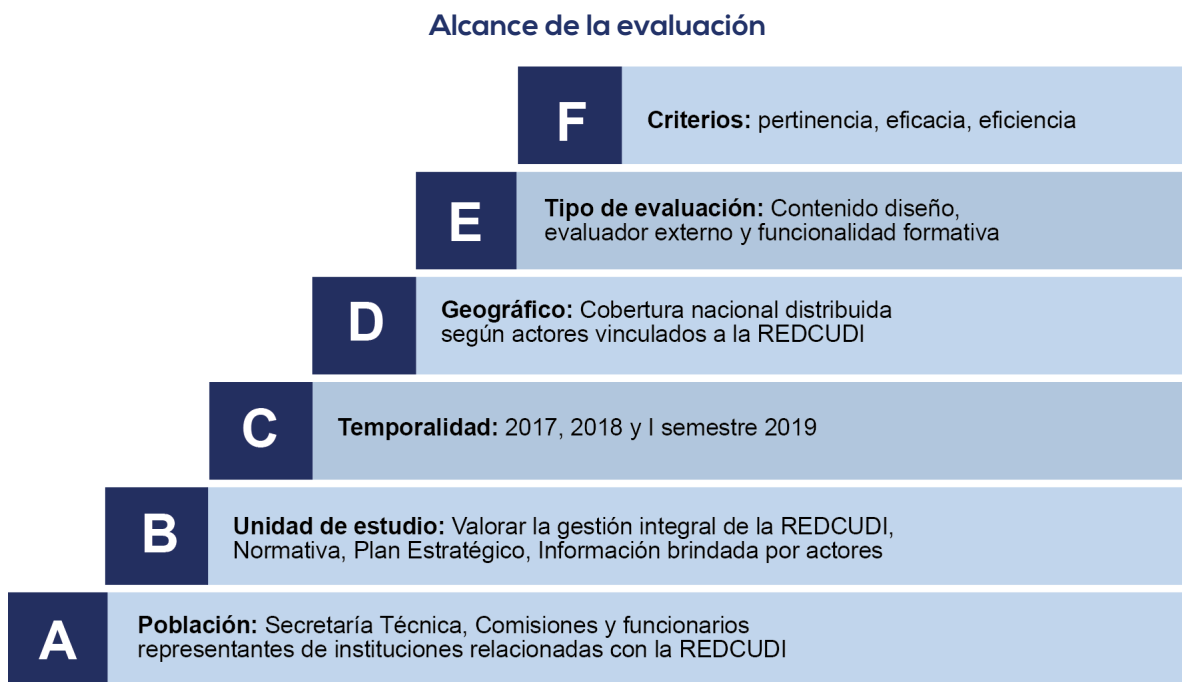 Alcance de la evaluación
F
Criterios: pertinencia, eficacia, eficiencia
E
Tipo de evaluación: Contenido diseño,
evaluador externo y funcionalidad formativa
D
Geográfico: Cobertura nacional distribuida
según actores vinculados a la REDCUDI
C
Temporalidad: 2017, 2018 y I semestre 2019
B
Unidad de estudio: Valorar la gestión integral de la REDCUDI,
Normativa, Plan Estratégico, Información brindada por actores
A
Población: Secretaría Técnica, Comisiones y funcionarios
representantes de instituciones relacionadas con la REDCUDI